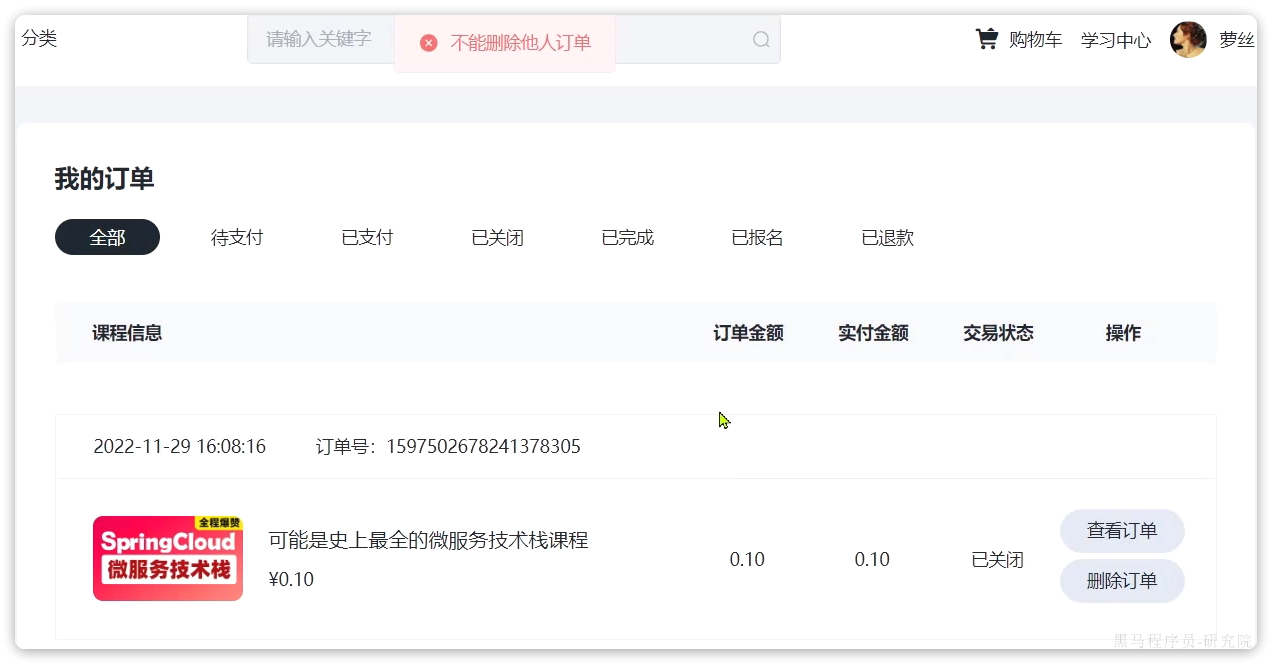 分类 请输入关键字 不能删除他人订单 购物车 学习中心 萝丝
我的订单
全部 待支付 已支付 已关闭 已完成 已报名 已退款
课程信息 订单金额 实付金额 交易状态 操作
2022-11-29 16:08:16 订单号：1597502678241378305
全程爆赞
SpringCloud
微服务技术栈
可能是史上最全的微服务技术栈课程
¥0.10
0.10 0.10 已关闭
查看订单
删除订单
黑马程序员-研究院